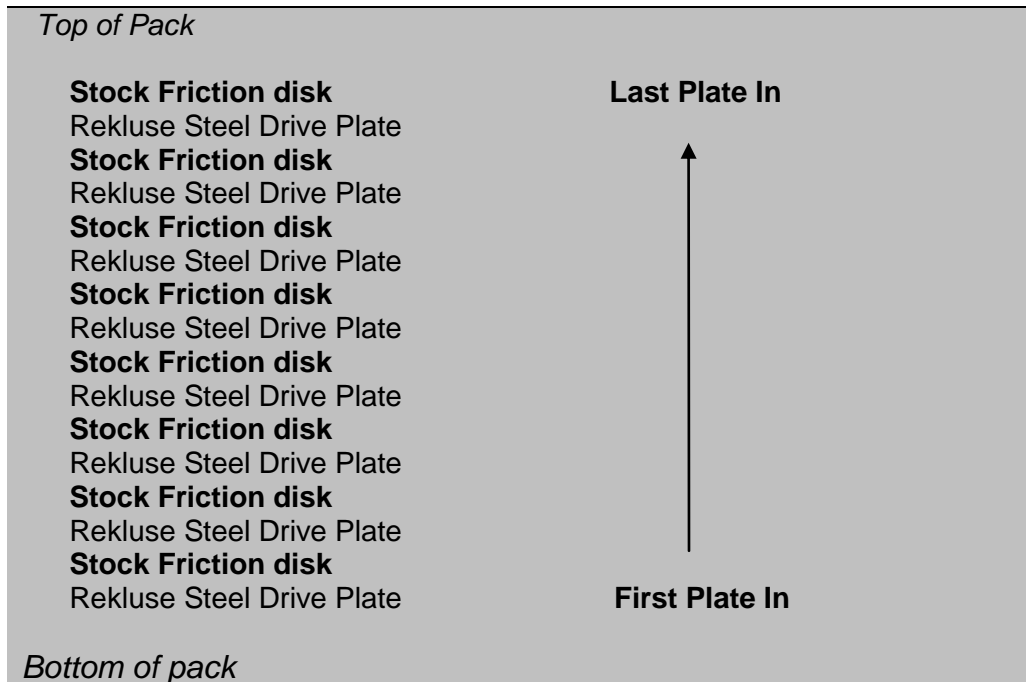 Top of Pack
Stock Friction disk Last Plate In
Rekluse Steel Drive Plate
Stock Friction disk
Rekluse Steel Drive Plate
Stock Friction disk
Rekluse Steel Drive Plate
Stock Friction disk
Rekluse Steel Drive Plate
Stock Friction disk
Rekluse Steel Drive Plate
Stock Friction disk
Rekluse Steel Drive Plate
Stock Friction disk
Rekluse Steel Drive Plate
Stock Friction disk
Rekluse Steel Drive Plate First Plate In
Bottom of pack